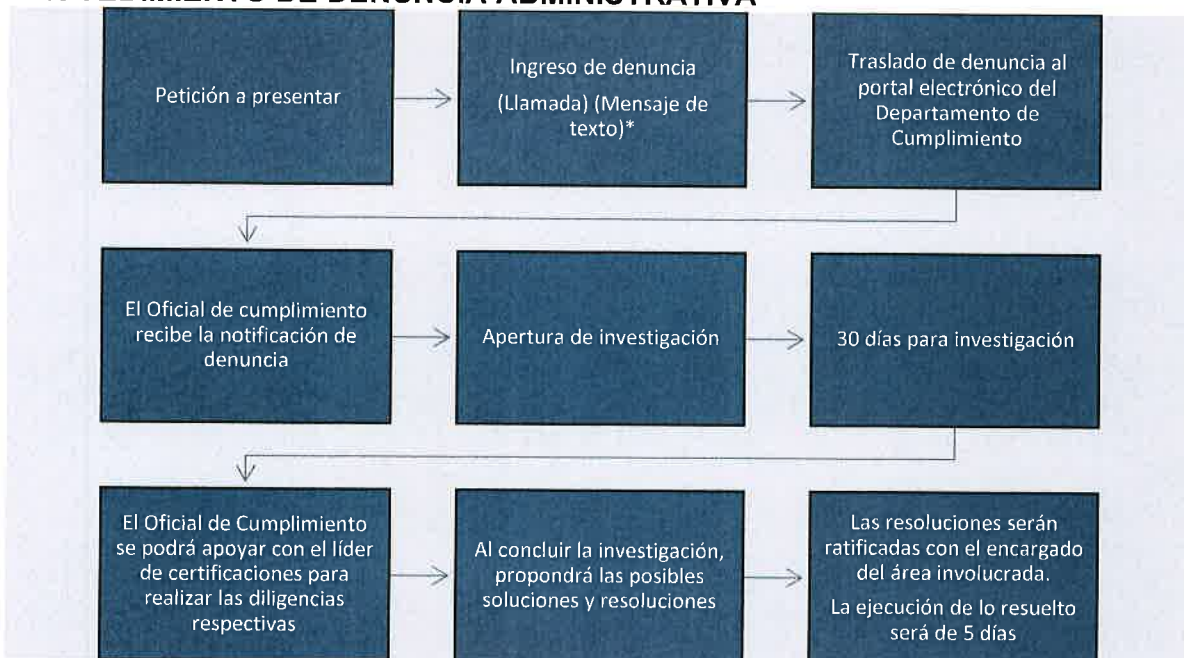 DE DENUNCIA ADMINISTRATIVA
Petición a presentar
Ingreso de denuncia
(Llamada) (Mensaje de
texto)*
Traslado de denuncia al
portal electrónico del
Departamento de
Cumplimiento
El Oficial de cumplimiento
recibe la notificación de
denuncia
Apertura de investigación
30 días para investigación
El Oficial de Cumplimiento
se podrá apoyar con el líder
de certificaciones para
realizar las diligencias
respectivas
Al concluir la investigación,
propondrá las posibles
soluciones y resoluciones
Las resoluciones serán
ratificadas con el encargado
del área involucrada.
La ejecución de lo resuelto
será de 5 días